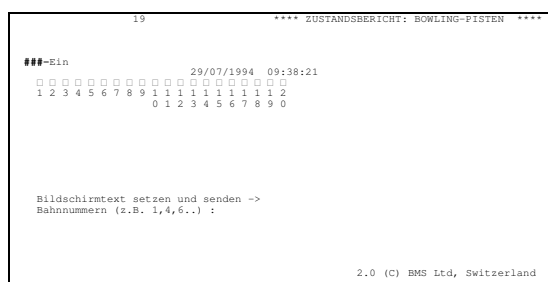 19 **** ZUSTANDSBERICHT: BOWLING-PISTEN ****
###-Ein
29/07/1994 09:38:21
□ □ □ □ □ □ □ □ □ □ □ □ □ □ □ □ □ □ □ □
1 2 3 4 5 6 7 8 9 1 1 1 1 1 1 1 1 1 1 2
0 1 2 3 4 5 6 7 8 9 0
Bildschirmtext setzen und senden ->
Bahnnummern (z.B. 1,4,6..) :
2.0 (C) BMS Ltd, Switzerland